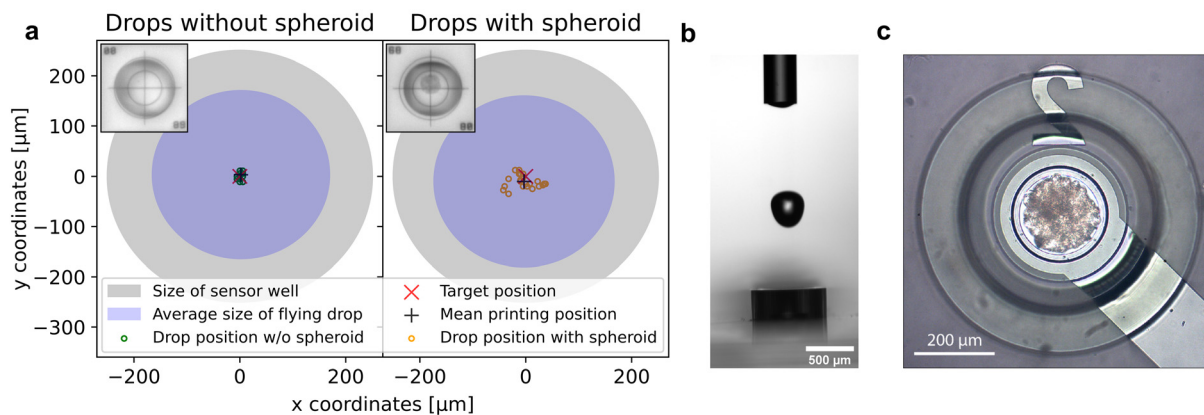 a
Drops without spheroid
Drops with spheroid
b
c
200
100
0
−100
−200
−300
y coordinates [µm]
Size of sensor well
Average size of flying drop
Drop position w/o spheroid
Target position
Mean printing position
Drop position with spheroid
−200
0
200
−200
0
200
x coordinates [µm]
500 µm
2
200 µm